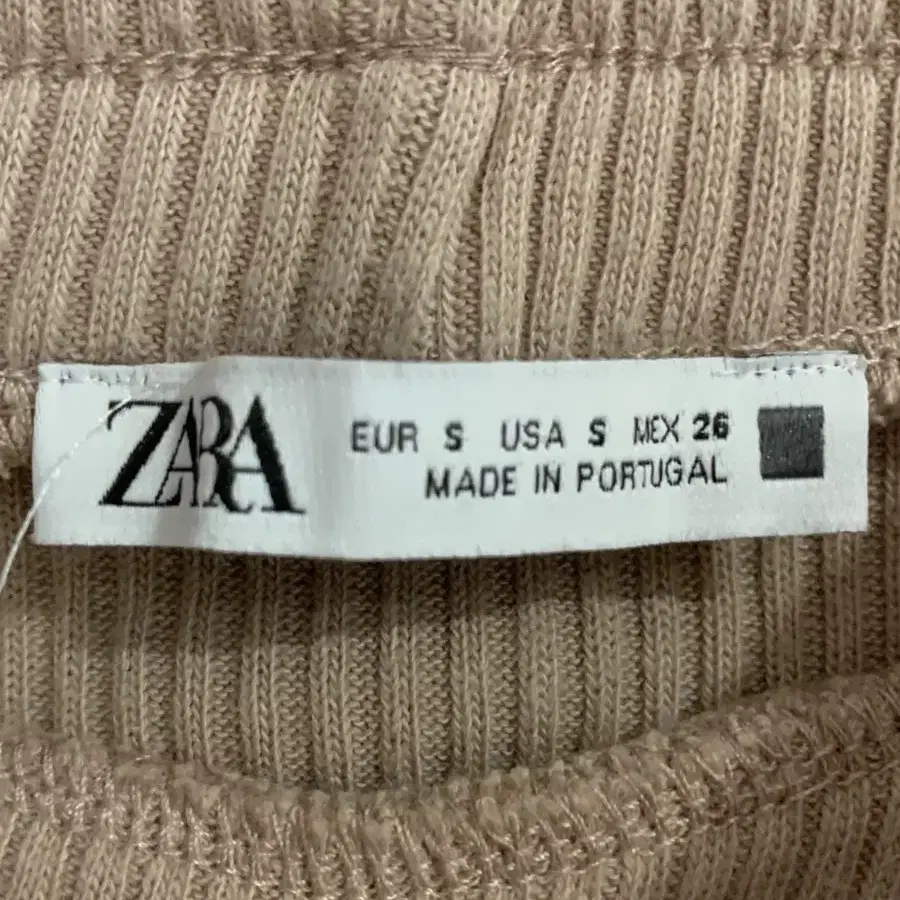 ZARA
EUR S USA S MEX 26
MADE IN PORTUGAL